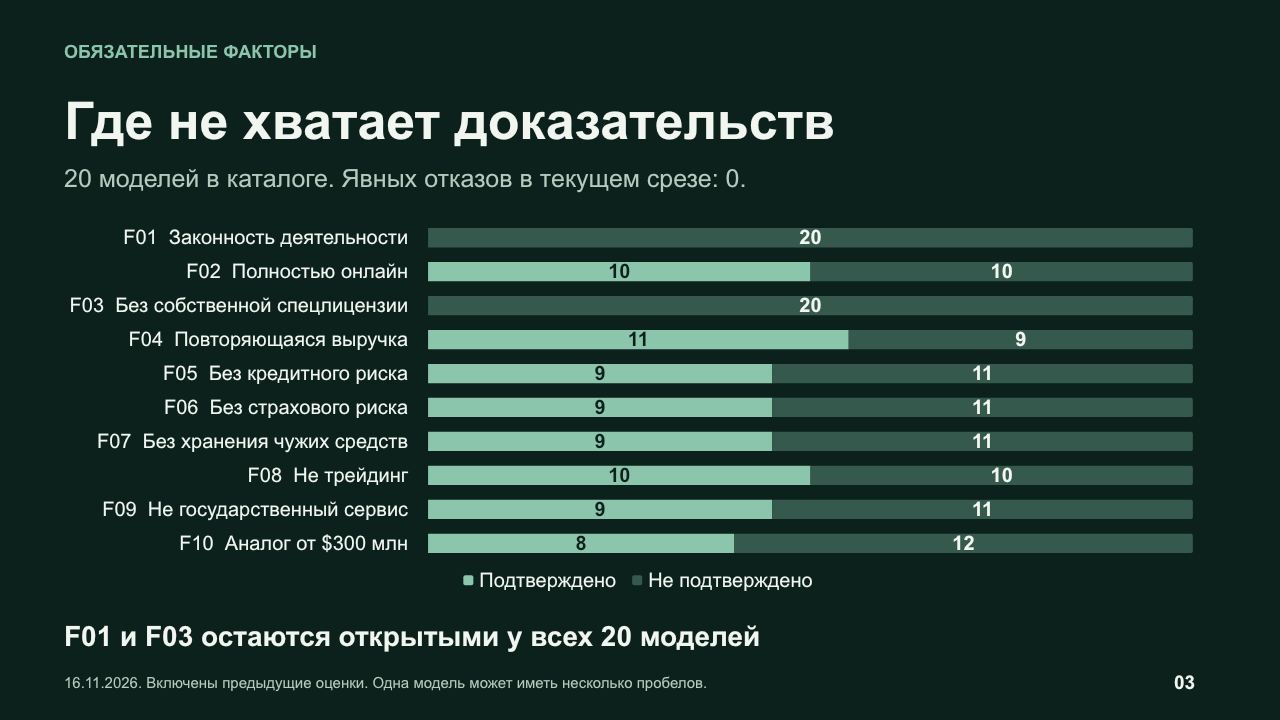 ОБЯЗАТЕЛЬНЫЕ ФАКТОРЫ
Где не хватает доказательств
20 моделей в каталоге. Явных отказов в текущем срезе: 0.
F01 Законность деятельности 20
F02 Полностью онлайн 10 10
F03 Без собственной спецлицензии 20
F04 Повторяющаяся выручка 11 9
F05 Без кредитного риска 9 11
F06 Без страхового риска 9 11
F07 Без хранения чужих средств 9 11
F08 Не трейдинг 10 10
F09 Не государственный сервис 9 11
F10 Аналог от $300 млн 8 12
Подтверждено Не подтверждено
F01 и F03 остаются открытыми у всех 20 моделей
16.11.2026. Включены предыдущие оценки. Одна модель может иметь несколько пробелов.
03